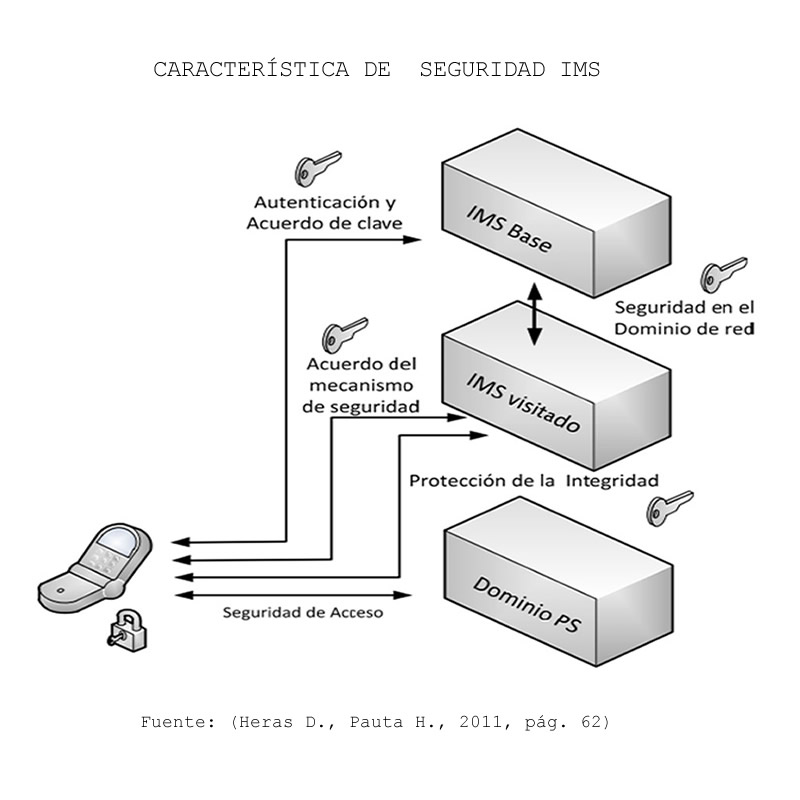 CARACTERÍSTICA DE SEGURIDAD IMS
Autenticación y
Acuerdo de clave
IMS Base
Seguridad en el
Dominio de red
Acuerdo del
mecanismo
de seguridad
IMS visitado
Protección de la Integridad
Dominio PS
Seguridad de Acceso
Fuente: (Heras D., Pauta H., 2011, pág. 62)